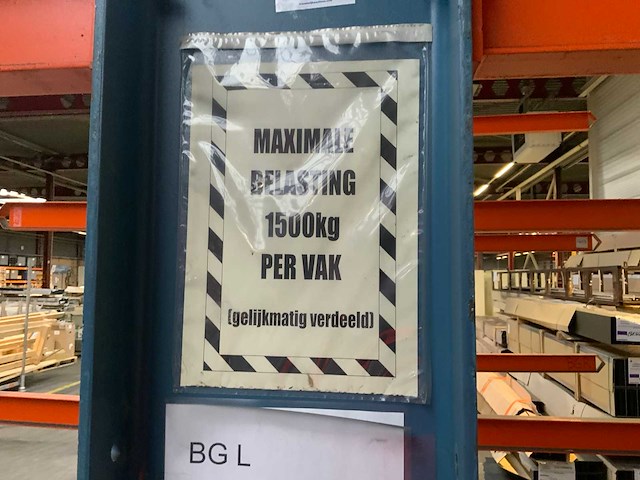 MAXIMALE
BELASTING
1500kg
PER VAK
(gelijkmatig verdeeld)
BG L